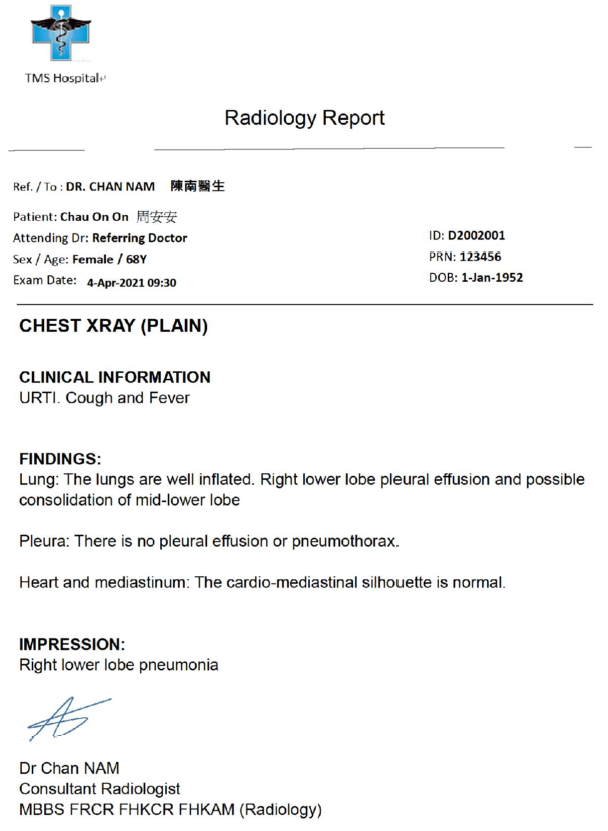 TMS Hospital↵
Radiology Report
Ref. / To : DR. CHAN NAM 陳南醫生
Patient: Chau On On 周安安
Attending Dr: Referring Doctor
ID: D2002001
Sex / Age: Female / 68Y
PRN: 123456
Exam Date: 4-Apr-2021 09:30
DOB: 1-Jan-1952
CHEST XRAY (PLAIN)
CLINICAL INFORMATION
URTI. Cough and Fever
FINDINGS:
Lung: The lungs are well inflated. Right lower lobe pleural effusion and possible
consolidation of mid-lower lobe
Pleura: There is no pleural effusion or pneumothorax.
Heart and mediastinum: The cardio-mediastinal silhouette is normal.
IMPRESSION:
Right lower lobe pneumonia
Dr Chan NAM
Consultant Radiologist
MBBS FRCR FHKCR FHKAM (Radiology)